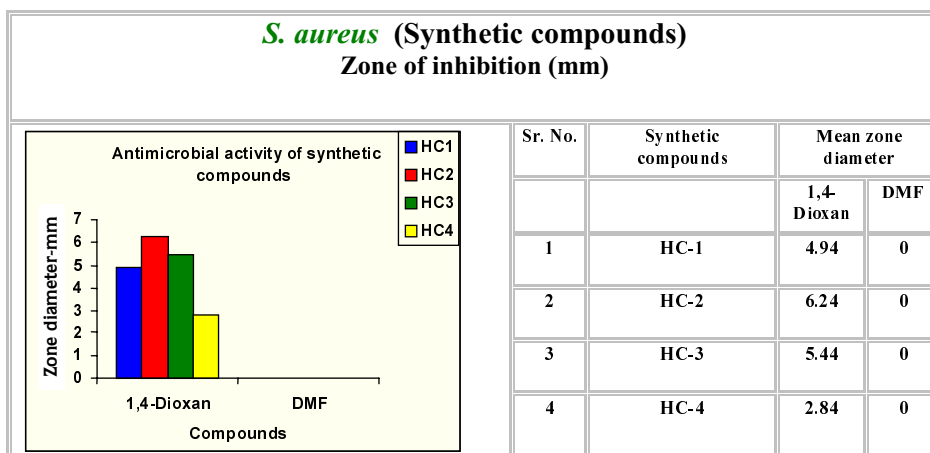 S. aureus (Synthetic compounds)
Zone of inhibition (mm)
Antimicrobial activity of synthetic
compounds
HC1
HC2
HC3
HC4
Zone diameter-mm
7
6
5
4
3
2
1
0
1,4-Dioxan DMF
Compounds
Sr. No. Synthetic compounds Mean zone diameter
1,4-Dioxan DMF
1 HC-1 4.94 0
2 HC-2 6.24 0
3 HC-3 5.44 0
4 HC-4 2.84 0